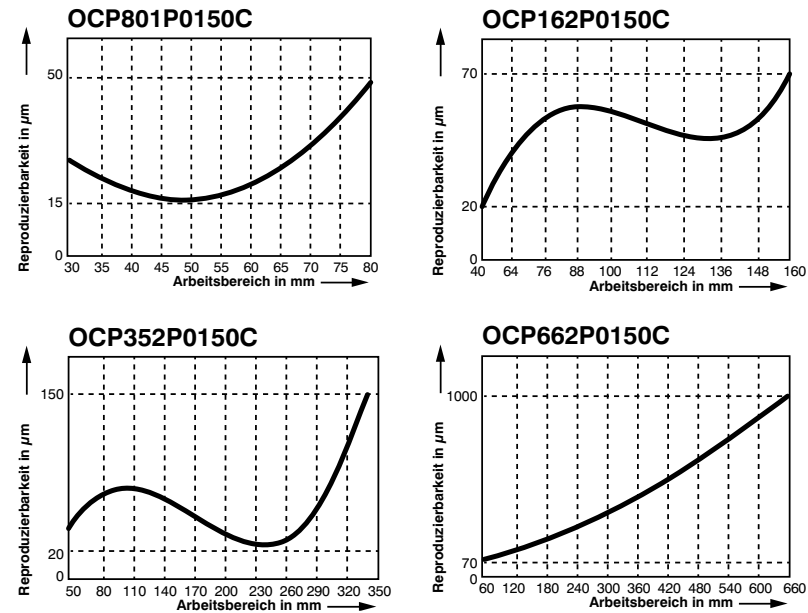 OCP801P0150C
Reproduzierbarkeit in µm
50
15
0
30 35 40 45 50 55 60 65 70 75 80
Arbeitsbereich in mm
OCP162P0150C
Reproduzierbarkeit in µm
70
20
0
40 64 76 88 100 112 124 136 148 160
Arbeitsbereich in mm
OCP352P0150C
Reproduzierbarkeit in µm
150
20
0
50 80 110 140 170 200 230 260 290 320 350
Arbeitsbereich in mm
OCP662P0150C
Reproduzierbarkeit in µm
1000
70
0
60 120 180 240 300 360 420 480 540 600 660
Arbeitsbereich in mm